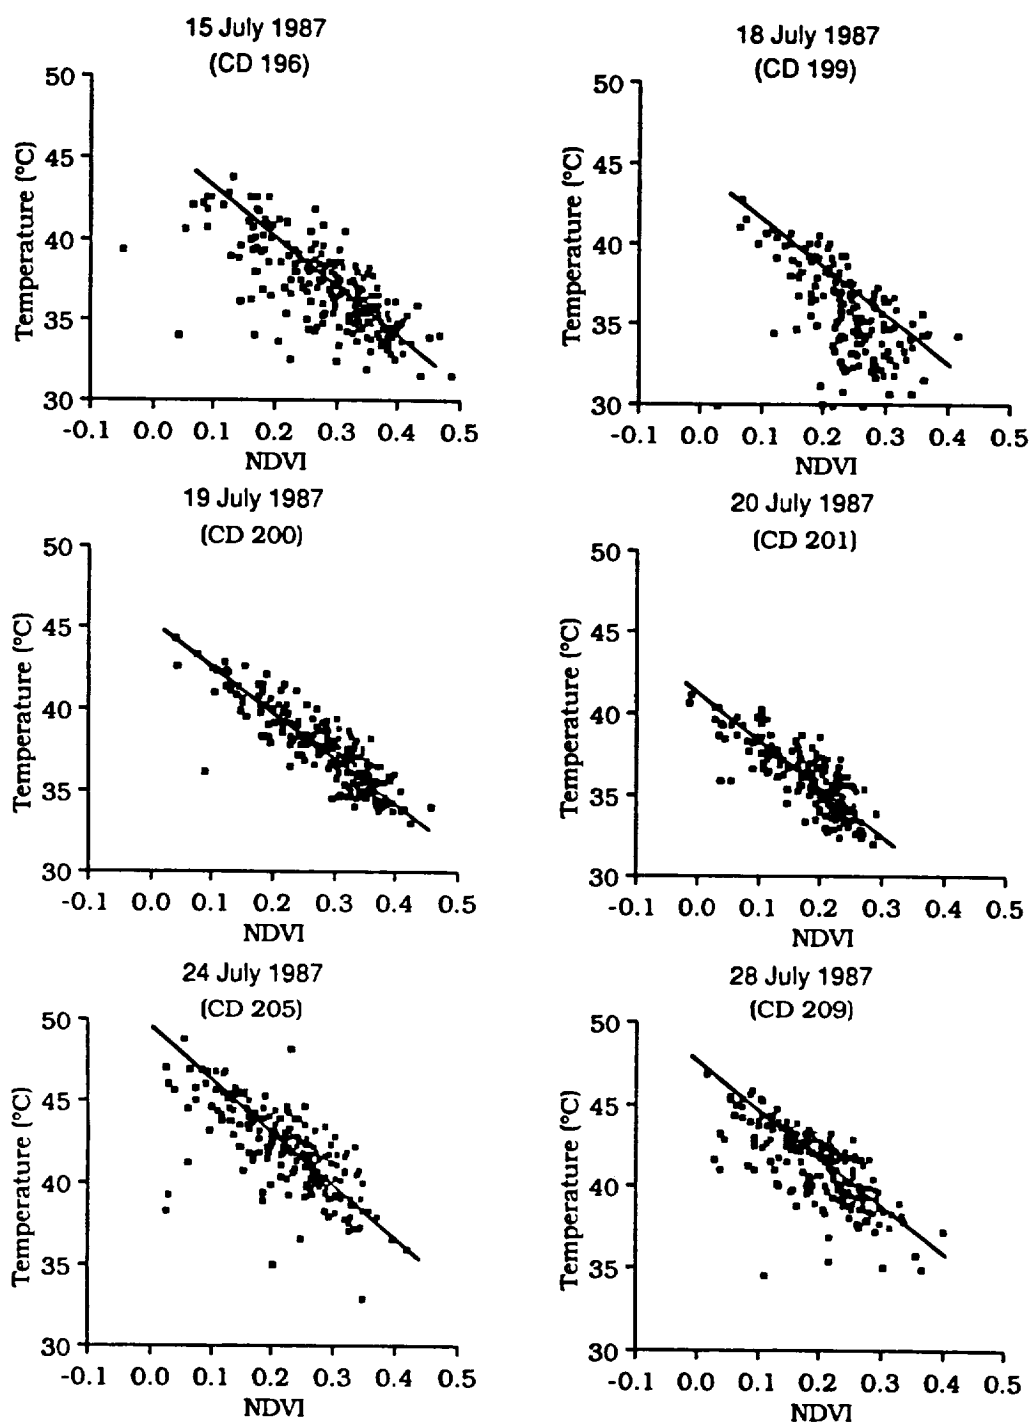 15 July 1987
(CD 196)
50
45
40
35
30
Temperature (°C)
-0.1 0.0 0.1 0.2 0.3 0.4 0.5
NDVI
18 July 1987
(CD 199)
50
45
40
35
30
Temperature (°C)
-0.1 0.0 0.1 0.2 0.3 0.4 0.5
NDVI
19 July 1987
(CD 200)
50
45
40
35
30
Temperature (°C)
-0.1 0.0 0.1 0.2 0.3 0.4 0.5
NDVI
20 July 1987
(CD 201)
50
45
40
35
30
Temperature (°C)
-0.1 0.0 0.1 0.2 0.3 0.4 0.5
NDVI
24 July 1987
(CD 205)
50
45
40
35
30
Temperature (°C)
-0.1 0.0 0.1 0.2 0.3 0.4 0.5
NDVI
28 July 1987
(CD 209)
50
45
40
35
30
Temperature (°C)
-0.1 0.0 0.1 0.2 0.3 0.4 0.5
NDVI